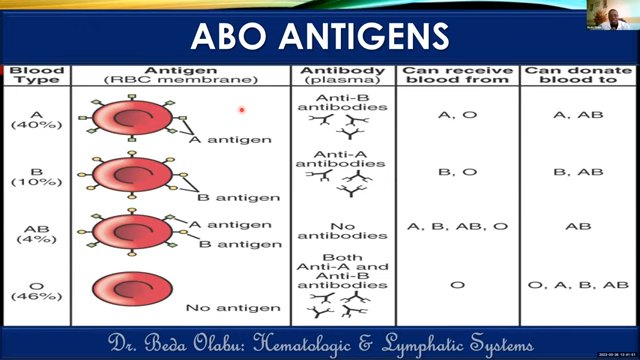 ABO ANTIGENS
Blood Type
Antigen (RBC membrane)
Antibody (plasma)
Can receive blood from
Can donate blood to
A (40%)
A antigen
Anti-B antibodies
A, O
A, AB
B (10%)
B antigen
Anti-A antibodies
B, O
B, AB
AB (4%)
A antigen
B antigen
No antibodies
A, B, AB, O
AB
O (46%)
No antigen
Both Anti-A and Anti-B antibodies
O
O, A, B, AB
Dr. Beda Olabu: Hematologic & Lymphatic Systems